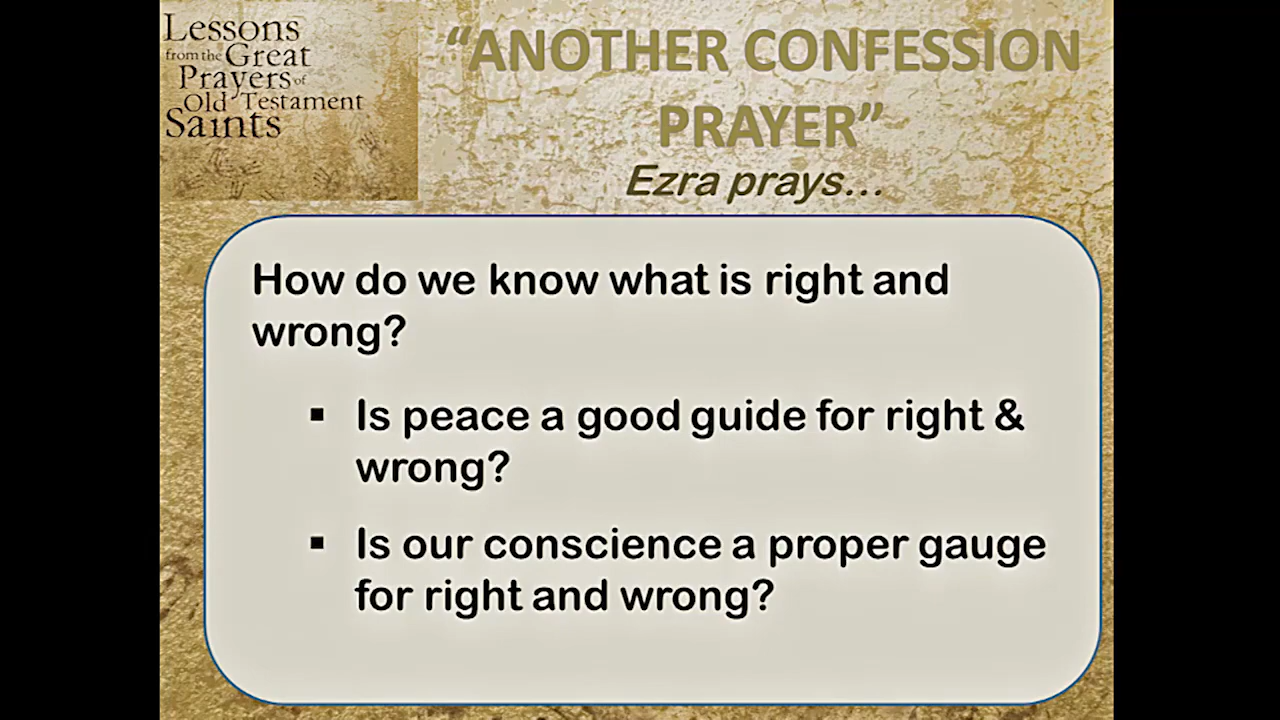 Lessons
from the Great
Prayers of
Old Testament
Saints
“ANOTHER CONFESSION
PRAYER”
Ezra prays...
How do we know what is right and
wrong?
▪ Is peace a good guide for right &
wrong?
▪ Is our conscience a proper gauge
for right and wrong?